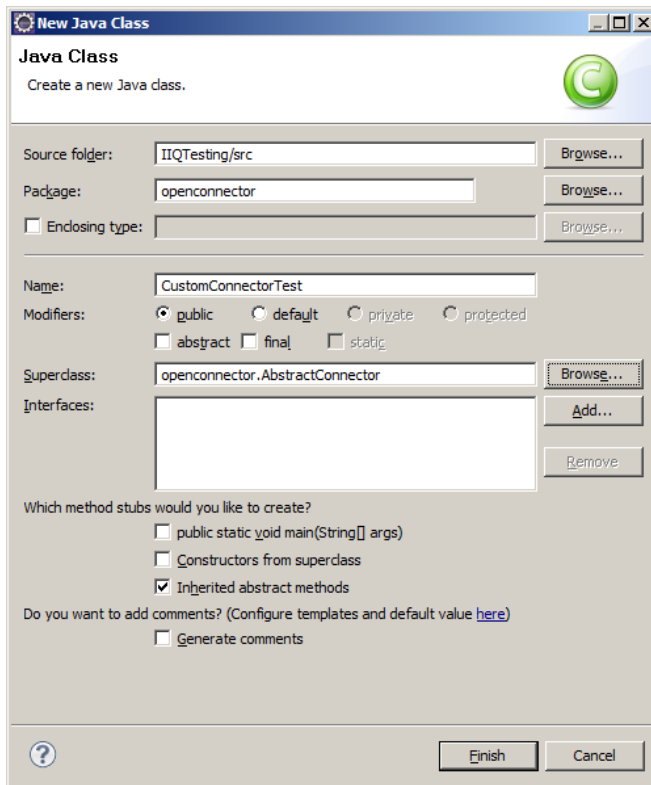 New Java Class
Java Class
Create a new Java class.
C
Source folder: IIQTesting/src Browse...
Package: openconnector Browse...
Enclosing type: Browse...
Name: CustomConnectorTest
Modifiers: public default private protected
abstract final static
Superclass: openconnector.AbstractConnector Browse...
Interfaces: Add...
Remove
Which method stubs would you like to create?
public static void main(String[] args)
Constructors from superclass
Inherited abstract methods
Do you want to add comments? (Configure templates and default value here)
Generate comments
? Finish Cancel